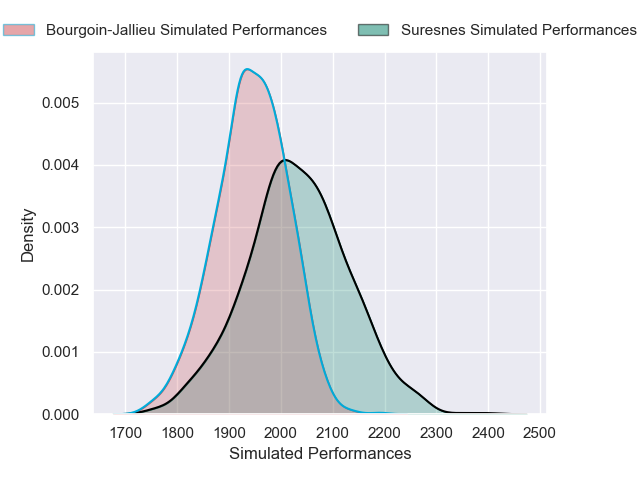 Bourgoin-Jallieu Simulated Performances
Suresnes Simulated Performances
0.005
0.004
0.003
0.002
0.001
0.000
Density
1700 1800 1900 2000 2100 2200 2300 2400 2500
Simulated Performances